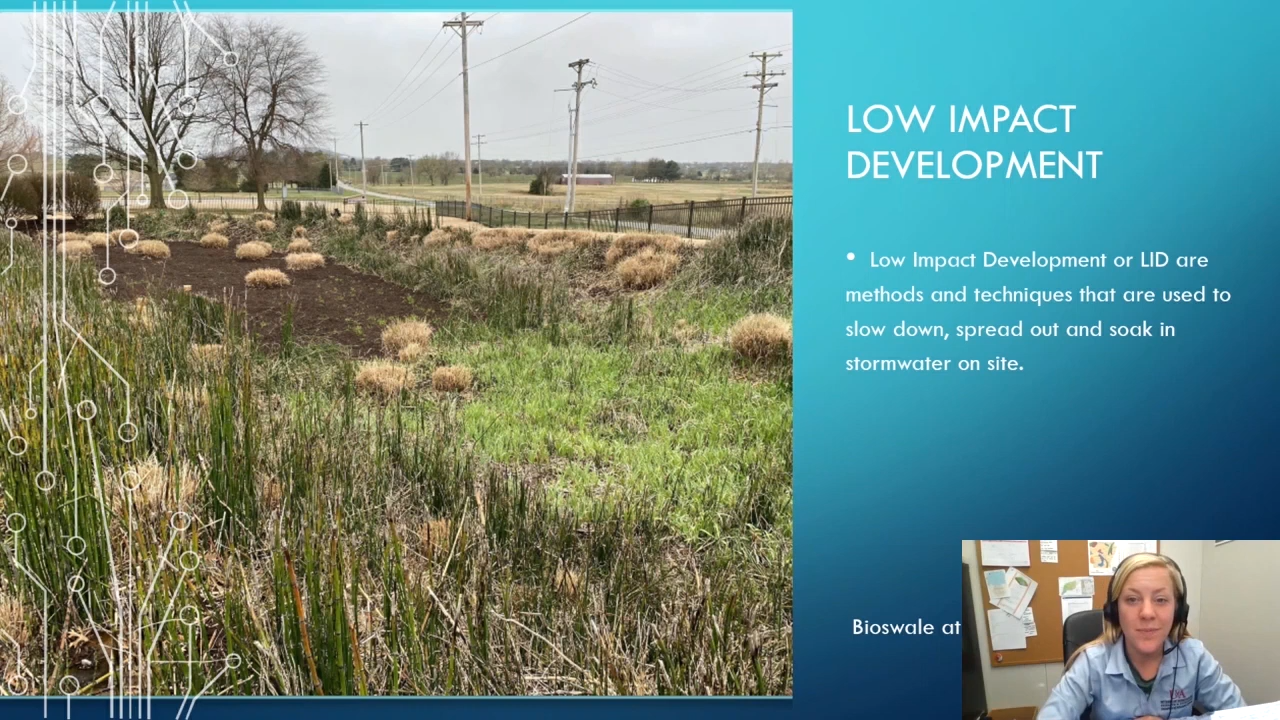 LOW IMPACT
DEVELOPMENT
• Low Impact Development or LID are
methods and techniques that are used to
slow down, spread out and soak in
stormwater on site.
Bioswale at